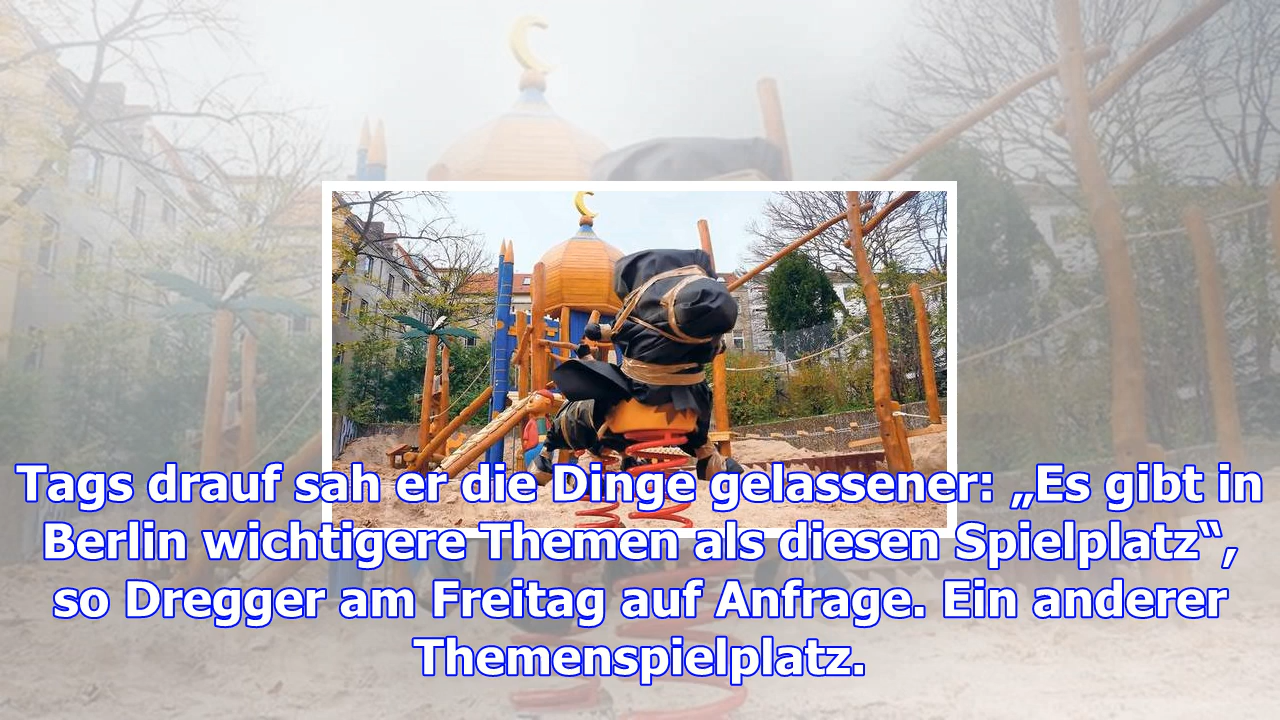 Tags drauf sah er die Dinge gelassener: „Es gibt in
Berlin wichtigere Themen als diesen Spielplatz“,
so Dregger am Freitag auf Anfrage. Ein anderer
Themenspielplatz.